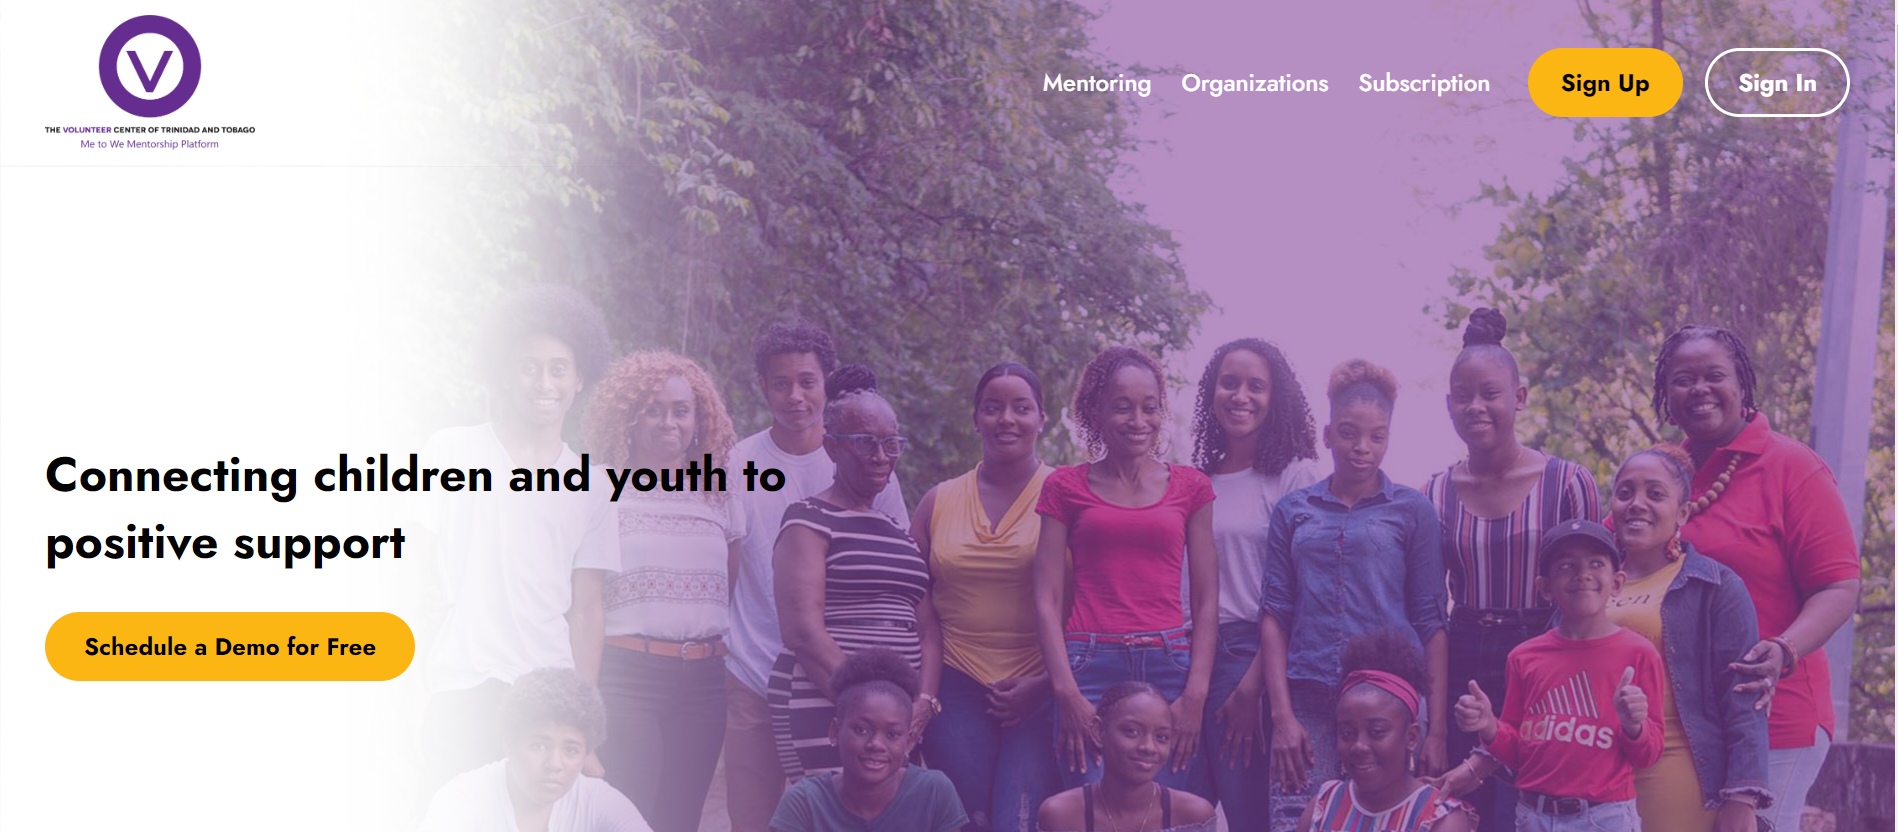 V
THE VOLUNTEER CENTER OF TRINIDAD AND TOBAGO
Me to We Mentorship Platform
Mentoring
Organizations
Subscription
Sign Up
Sign In
Connecting children and youth to
positive support
Schedule a Demo for Free
adidas